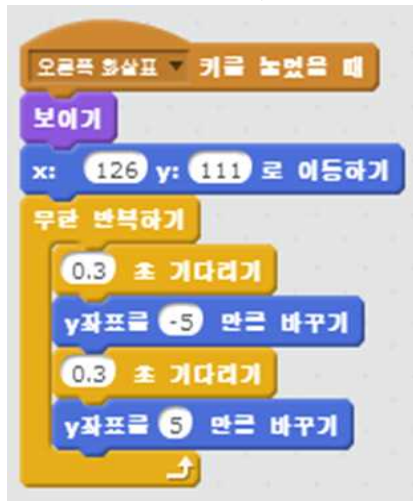 오른쪽 화살표 키를 눌렀을 때
보이기
x: 126 y: 111 로 이동하기
무한 반복하기
0.3 초 기다리기
y좌표를 -5 만큼 바꾸기
0.3 초 기다리기
y좌표를 5 만큼 바꾸기